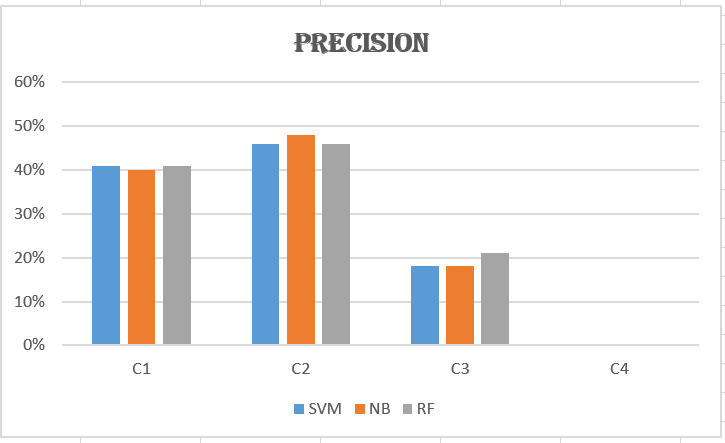 PRECISION
60%
50%
40%
30%
20%
10%
0%
C1 C2 C3 C4
SVM NB RF